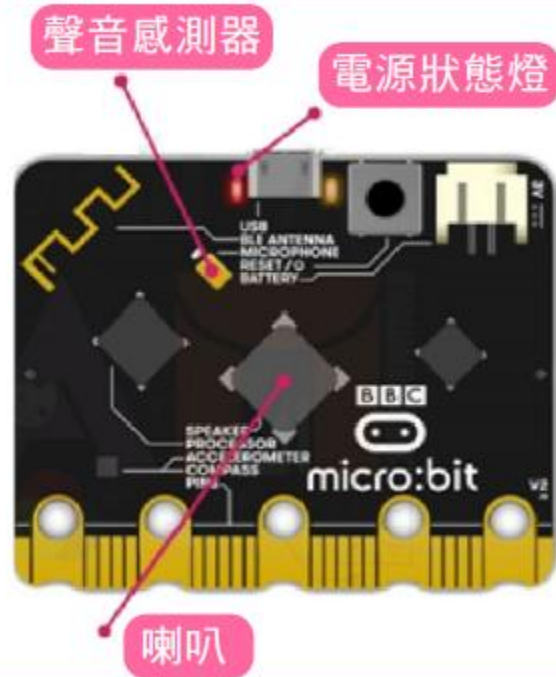 聲音感測器
電源狀態燈
3V
USB
BLE ANTENNA
MICROPHONE
RESET/⏻
BATTERY
BBC
SPEAKER
PROCESSOR
ACCELEROMETER
COMPASS
PINS
micro:bit
V2
喇叭